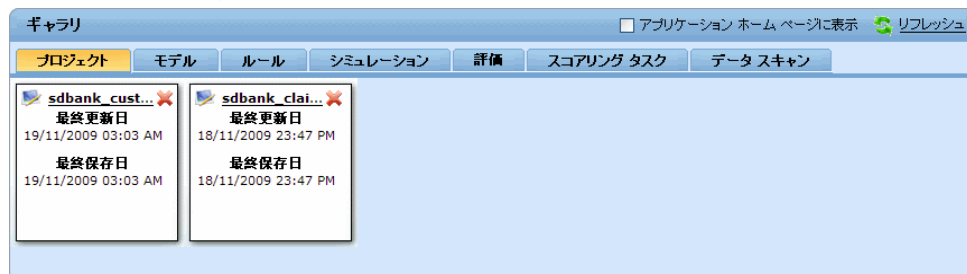 ギャラリ
アプリケーション ホーム ページに表示 リフレッシュ
プロジェクト モデル ルール シミュレーション 評価 スコアリング タスク データ スキャン
sdbank_cust...
最終更新日
19/11/2009 03:03 AM
最終保存日
19/11/2009 03:03 AM
sdbank_clai...
最終更新日
18/11/2009 23:47 PM
最終保存日
18/11/2009 23:47 PM